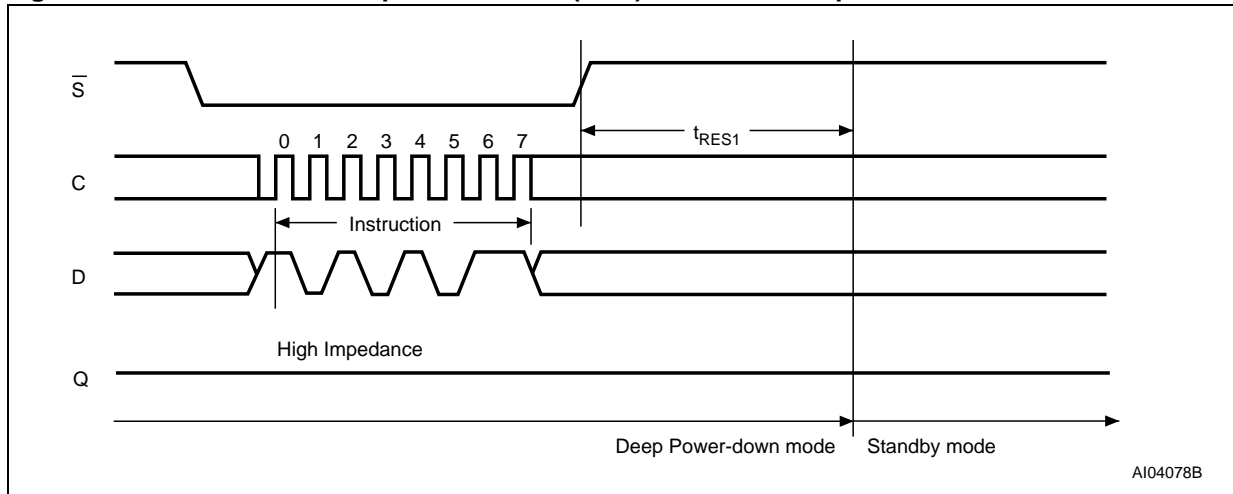 S
0 1 2 3 4 5 6 7
tRES1
C
Instruction
D
High Impedance
Q
Deep Power-down mode Standby mode
AI04078B